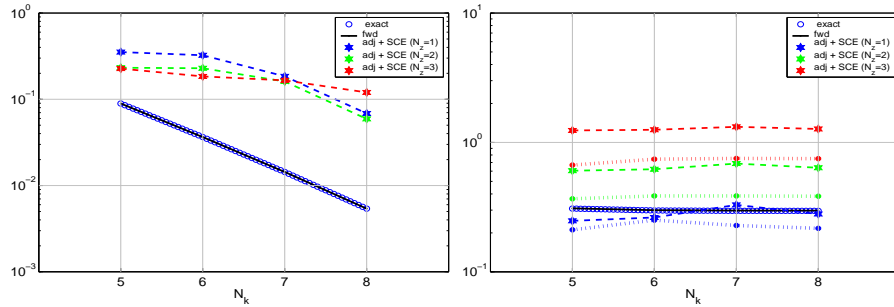 10^0
10^-1
10^-2
10^-3
5 6 7 8
N_k
exact
fwd
adj + SCE (N_z=1)
adj + SCE (N_z=2)
adj + SCE (N_z=3)
10^1
10^0
10^-1
5 6 7 8
N_k
exact
fwd
adj + SCE (N_z=1)
adj + SCE (N_z=2)
adj + SCE (N_z=3)